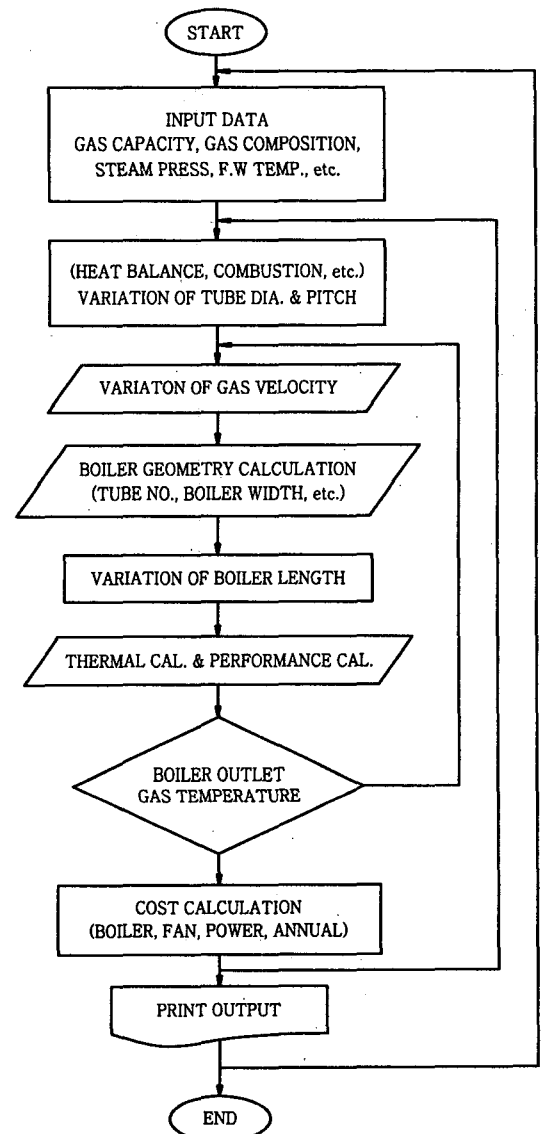 START
INPUT DATA
GAS CAPACITY, GAS COMPOSITION,
STEAM PRESS, F.W TEMP., etc.
(HEAT BALANCE, COMBUSTION, etc.)
VARIATION OF TUBE DIA. & PITCH
VARIATON OF GAS VELOCITY
BOILER GEOMETRY CALCULATION
(TUBE NO., BOILER WIDTH, etc.)
VARIATION OF BOILER LENGTH
THERMAL CAL. & PERFORMANCE CAL.
BOILER OUTLET
GAS TEMPERATURE
COST CALCULATION
(BOILER, FAN, POWER, ANNUAL)
PRINT OUTPUT
END